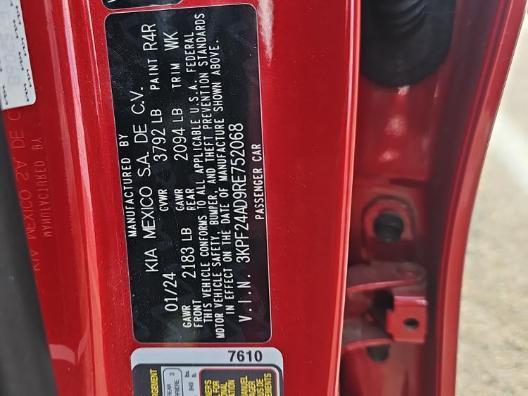 MANUFACTURED BY
KIA MEXICO S.A. DE C.V.
01/24 GVWR 3792 LB PAINT R4R
GAWR FRONT 2183 LB GAWR REAR 2094 LB TRIM WK
THIS VEHICLE CONFORMS TO ALL APPLICABLE U.S.A. FEDERAL
MOTOR VEHICLE SAFETY, BUMPER, AND THEFT PREVENTION STANDARDS
IN EFFECT ON THE DATE OF MANUFACTURE SHOWN ABOVE.
V.I.N. 3KPF24AD9RE752068 PASSENGER CAR
7610
REAR 3